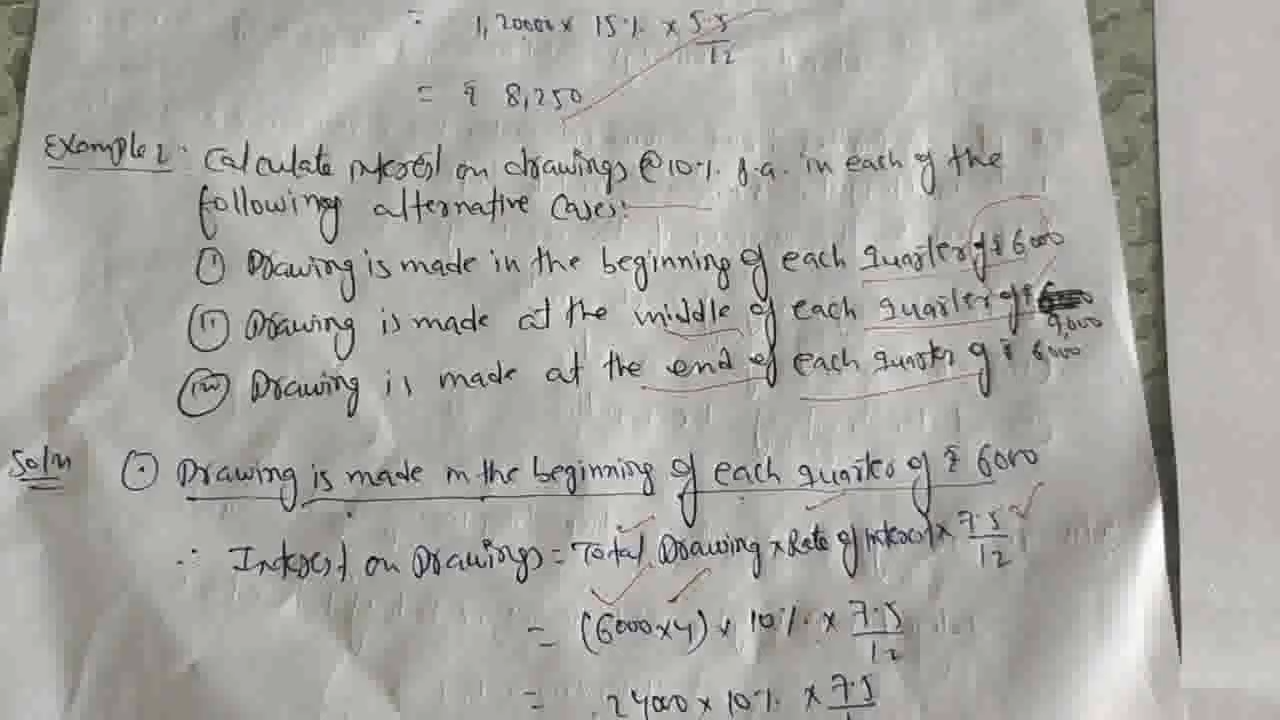 = 1,20000 x 15% x 5.5/12
= ₹ 8,250
Example 2: Calculate interest on drawings @ 10% p.a. in each of the
following alternative Cases:
(i) Drawing is made in the beginning of each quarter of ₹ 6000
(ii) Drawing is made at the middle of each quarter of ₹
9,000
(iii) Drawing is made at the end of each quarter of ₹ 6000
Soln (i) Drawing is made in the beginning of each quarter of ₹ 6000
∴ Interest on Drawings = Total Drawing x Rate of interest x 7.5/12
= (6000 x 4) x 10% x 7.5/12
= 24000 x 10% x 7.5/1